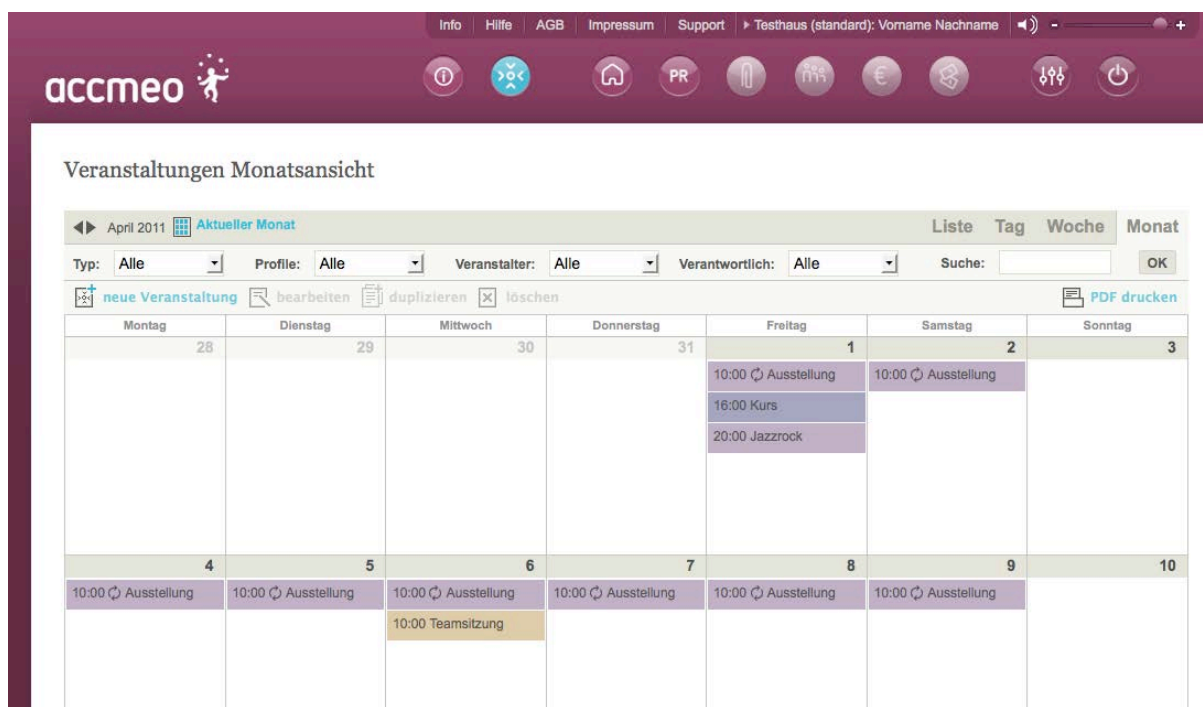 Info Hilfe AGB Impressum Support Testhaus (standard): Vorname Nachname - +
accmeo PR €
Veranstaltungen Monatsansicht
April 2011 Aktueller Monat Liste Tag Woche Monat
Typ: Alle Profile: Alle Veranstalter: Alle Verantwortlich: Alle Suche: OK
neue Veranstaltung bearbeiten duplizieren löschen PDF drucken
Montag Dienstag Mittwoch Donnerstag Freitag Samstag Sonntag
28 29 30 31 1 2 3
10:00 Ausstellung 10:00 Ausstellung
16:00 Kurs
20:00 Jazzrock
4 5 6 7 8 9 10
10:00 Ausstellung 10:00 Ausstellung 10:00 Ausstellung 10:00 Ausstellung 10:00 Ausstellung 10:00 Ausstellung
10:00 Teamsitzung